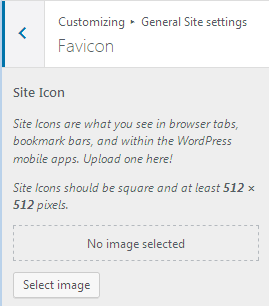 Customizing ▸ General Site settings
Favicon
Site Icon
Site Icons are what you see in browser tabs,
bookmark bars, and within the WordPress
mobile apps. Upload one here!
Site Icons should be square and at least 512 ×
512 pixels.
No image selected
Select image